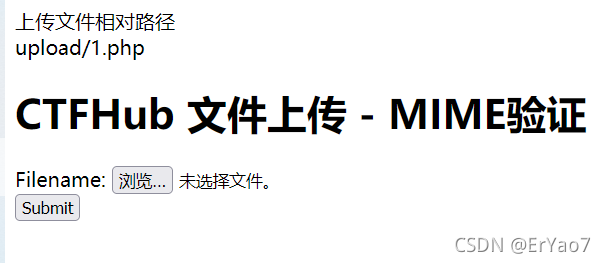 上传文件相对路径
upload/1.php
CTFHub 文件上传 - MIME验证
Filename: 浏览... 未选择文件。
Submit
CSDN @ErYao7